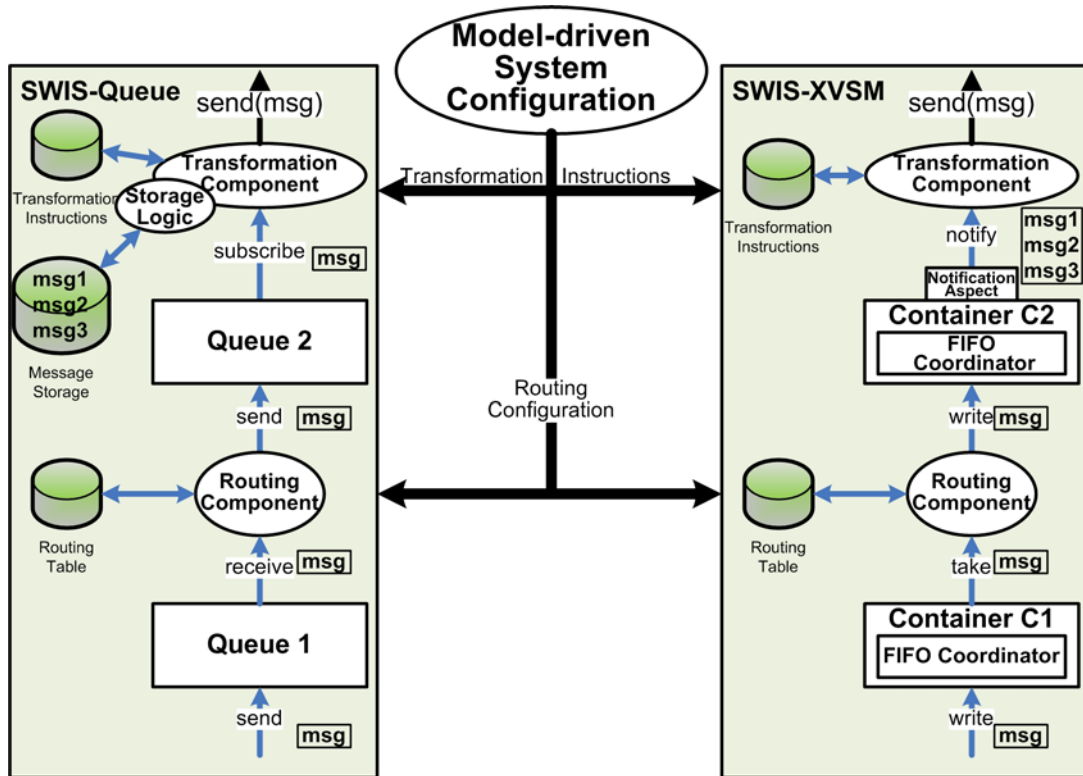 Model-driven
System
Configuration
SWIS-Queue
send(msg)
Transformation
Component
Transformation
Instructions
Storage
Logic
subscribe
msg
msg1
msg2
msg3
Message
Storage
Queue 2
send
msg
Routing
Component
Routing
Table
receive
msg
Queue 1
send
msg
Transformation Instructions
Routing
Configuration
SWIS-XVSM
send(msg)
Transformation
Component
Transformation
Instructions
notify
msg1
msg2
msg3
Notification
Aspect
Container C2
FIFO
Coordinator
write
msg
Routing
Component
Routing
Table
take
msg
Container C1
FIFO Coordinator
write
msg